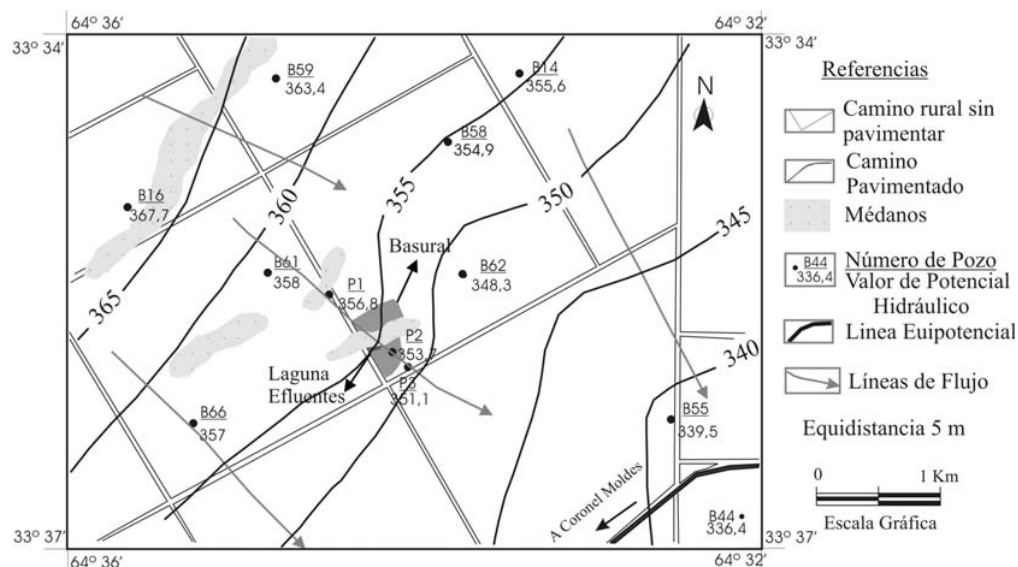 64° 36'
64° 32'
33° 34'
33° 34'
B59
363,4
B14
355,6
N
B58
354,9
B16
367,7
360
355
350
345
Basural
B61
358
P1
356,8
B62
348,3
365
P2
353,7
340
Laguna
Efluentes
P3
351,1
B66
357
B55
339,5
A Coronel Moldes
B44
336,4
33° 37'
33° 37'
64° 36'
64° 32'
Referencias
Camino rural sin
pavimentar
Camino
Pavimentado
Médanos
B44
336,4
Número de Pozo
Valor de Potencial
Hidráulico
Linea Euipotencial
Líneas de Flujo
Equidistancia 5 m
0
1 Km
Escala Gráfica